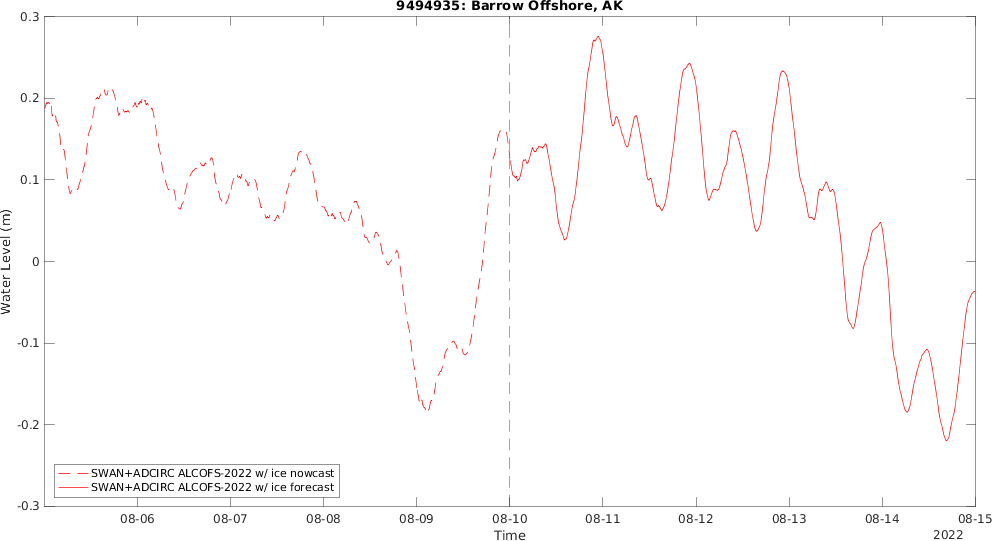 9494935: Barrow Offshore, AK
0.3
0.2
0.1
0
-0.1
-0.2
-0.3
Water Level (m)
SWAN+ADCIRC ALCOFS-2022 w/ ice nowcast
SWAN+ADCIRC ALCOFS-2022 w/ ice forecast
08-06 08-07 08-08 08-09 08-10 08-11 08-12 08-13 08-14 08-15
Time
2022